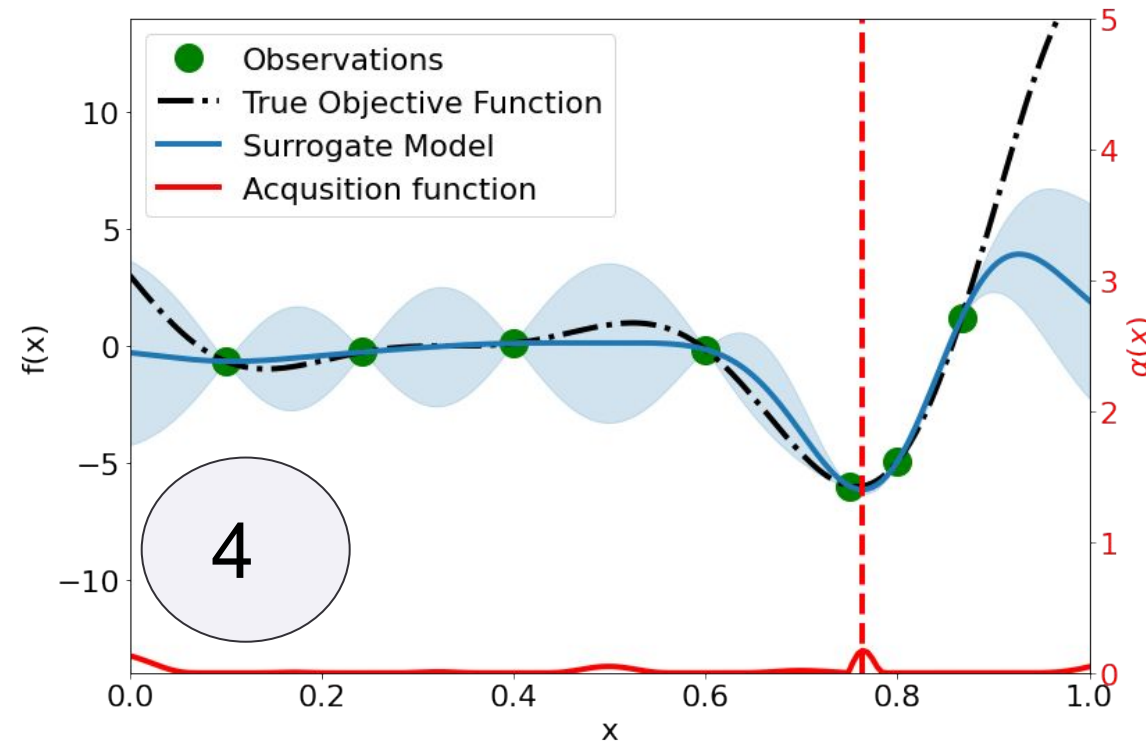 Observations
True Objective Function
Surrogate Model
Acqusition function
10
5
0
−5
−10
f(x)
4
5
4
3
2
1
0
α(x)
0.0
0.2
0.4
0.6
0.8
1.0
x